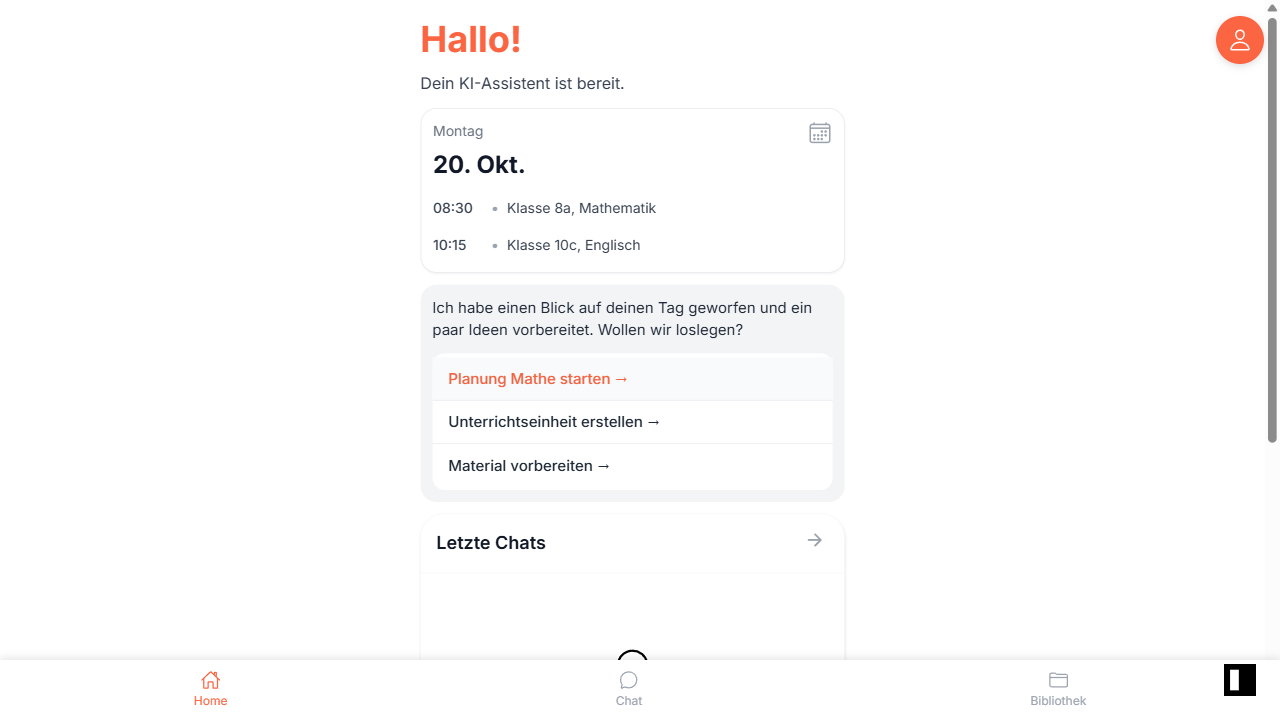 Hallo!
Dein KI-Assistent ist bereit.
Montag
20. Okt.
08:30 • Klasse 8a, Mathematik
10:15 • Klasse 10c, Englisch
Ich habe einen Blick auf deinen Tag geworfen und ein
paar Ideen vorbereitet. Wollen wir loslegen?
Planung Mathe starten →
Unterrichtseinheit erstellen →
Material vorbereiten →
Letzte Chats
Home
Chat
Bibliothek